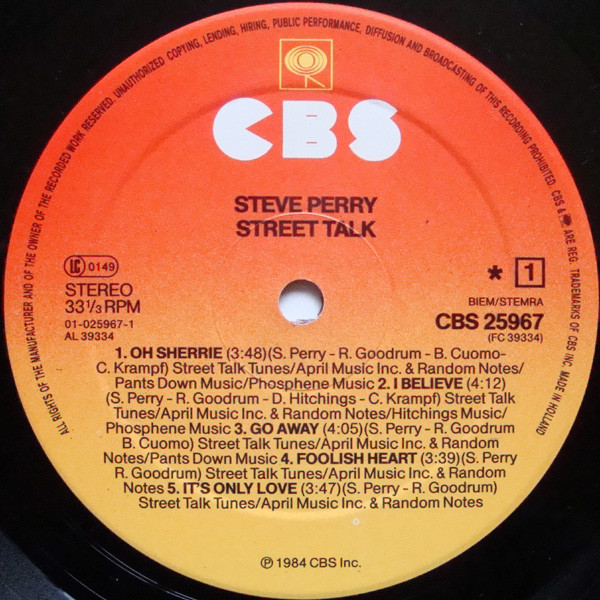 ALL RIGHTS OF THE MANUFACTURER AND OF THE OWNER OF THE RECORDED WORK RESERVED. UNAUTHORIZED COPYING, LENDING, HIRING, PUBLIC PERFORMANCE, DIFFUSION AND BROADCASTING OF THIS RECORDING PROHIBITED. CBS & ARE REG. TRADEMARKS OF CBS INC. MADE IN HOLLAND
CBS
STEVE PERRY
STREET TALK
LC 0149
STEREO
33 1/3 RPM
01-025967-1
AL 39334
* 1
BIEM/STEMRA
CBS 25967
(FC 39334)
1. OH SHERRIE (3:48)(S. Perry - R. Goodrum - B. Cuomo-
C. Krampf) Street Talk Tunes/April Music Inc. & Random Notes/
Pants Down Music/Phosphene Music 2. I BELIEVE (4:12)
(S. Perry - R. Goodrum - D. Hitchings - C. Krampf) Street Talk
Tunes/April Music Inc. & Random Notes/Hitchings Music/
Phosphene Music 3. GO AWAY (4:05)(S. Perry - R. Goodrum
B. Cuomo) Street Talk Tunes/April Music Inc. & Random
Notes/Pants Down Music 4. FOOLISH HEART (3:39)(S. Perry
R. Goodrum) Street Talk Tunes/April Music Inc. & Random
Notes 5. IT'S ONLY LOVE (3:47)(S. Perry - R. Goodrum)
Street Talk Tunes/April Music Inc. & Random Notes
℗ 1984 CBS Inc.